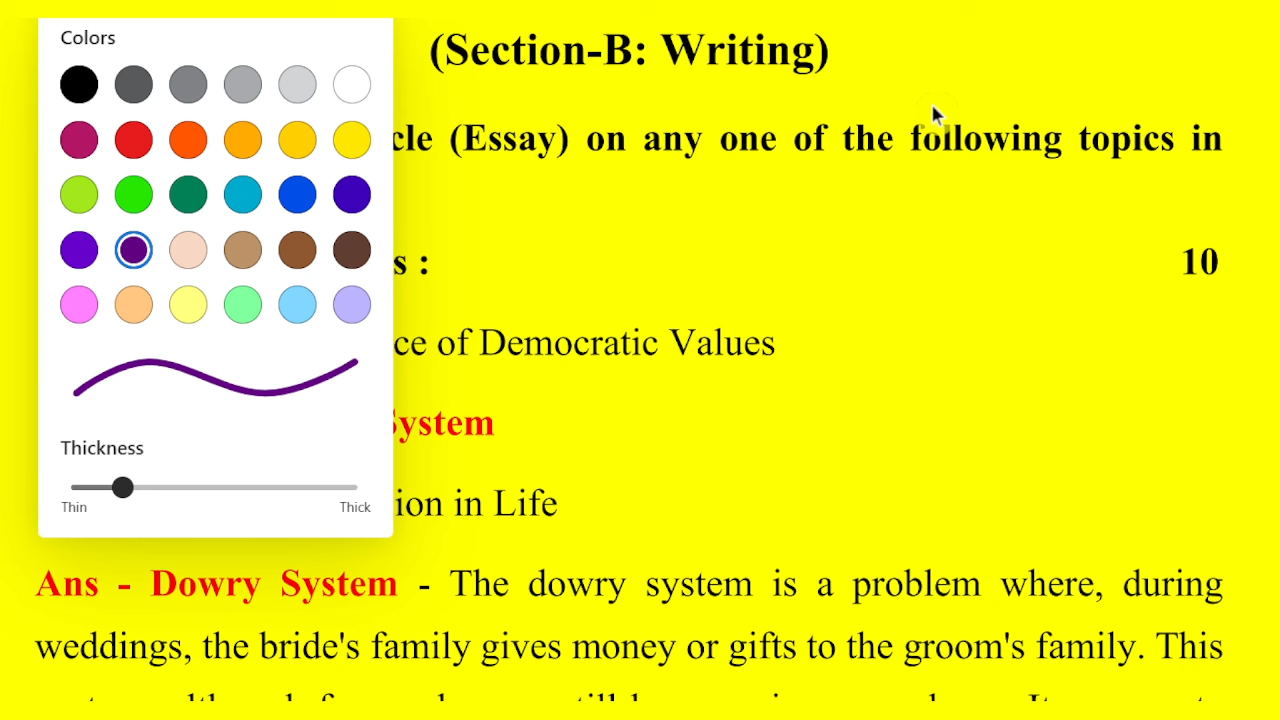 Colors
(Section-B: Writing)
cle (Essay) on any one of the following topics in
s : 10
ce of Democratic Values
System
Thickness
Thin Thick
ion in Life
Ans - Dowry System - The dowry system is a problem where, during
weddings, the bride's family gives money or gifts to the groom's family. This